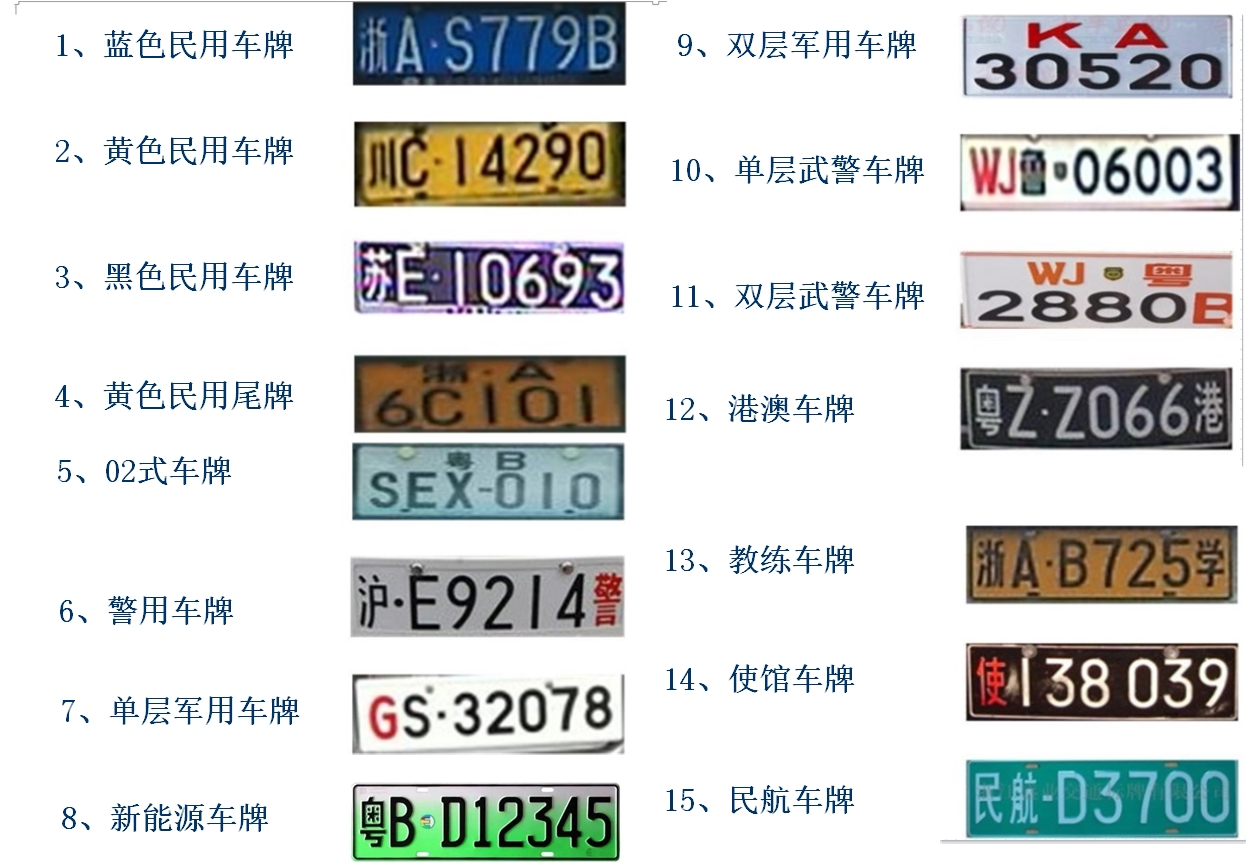 1、蓝色民用车牌
浙A·S779B
2、黄色民用车牌
川C·14290
3、黑色民用车牌
苏E·10693
4、黄色民用尾牌
浙·A
6C101
5、02式车牌
粤 B
SEX-010
6、警用车牌
沪·E9214警
7、单层军用车牌
GS·32078
8、新能源车牌
粤B D12345
9、双层军用车牌
K A
30520
10、单层武警车牌
WJ鲁·06003
11、双层武警车牌
WJ 粤
2880B
12、港澳车牌
粤Z·Z066港
13、教练车牌
浙A·B725学
14、使馆车牌
使138 039
15、民航车牌
民航-D3700